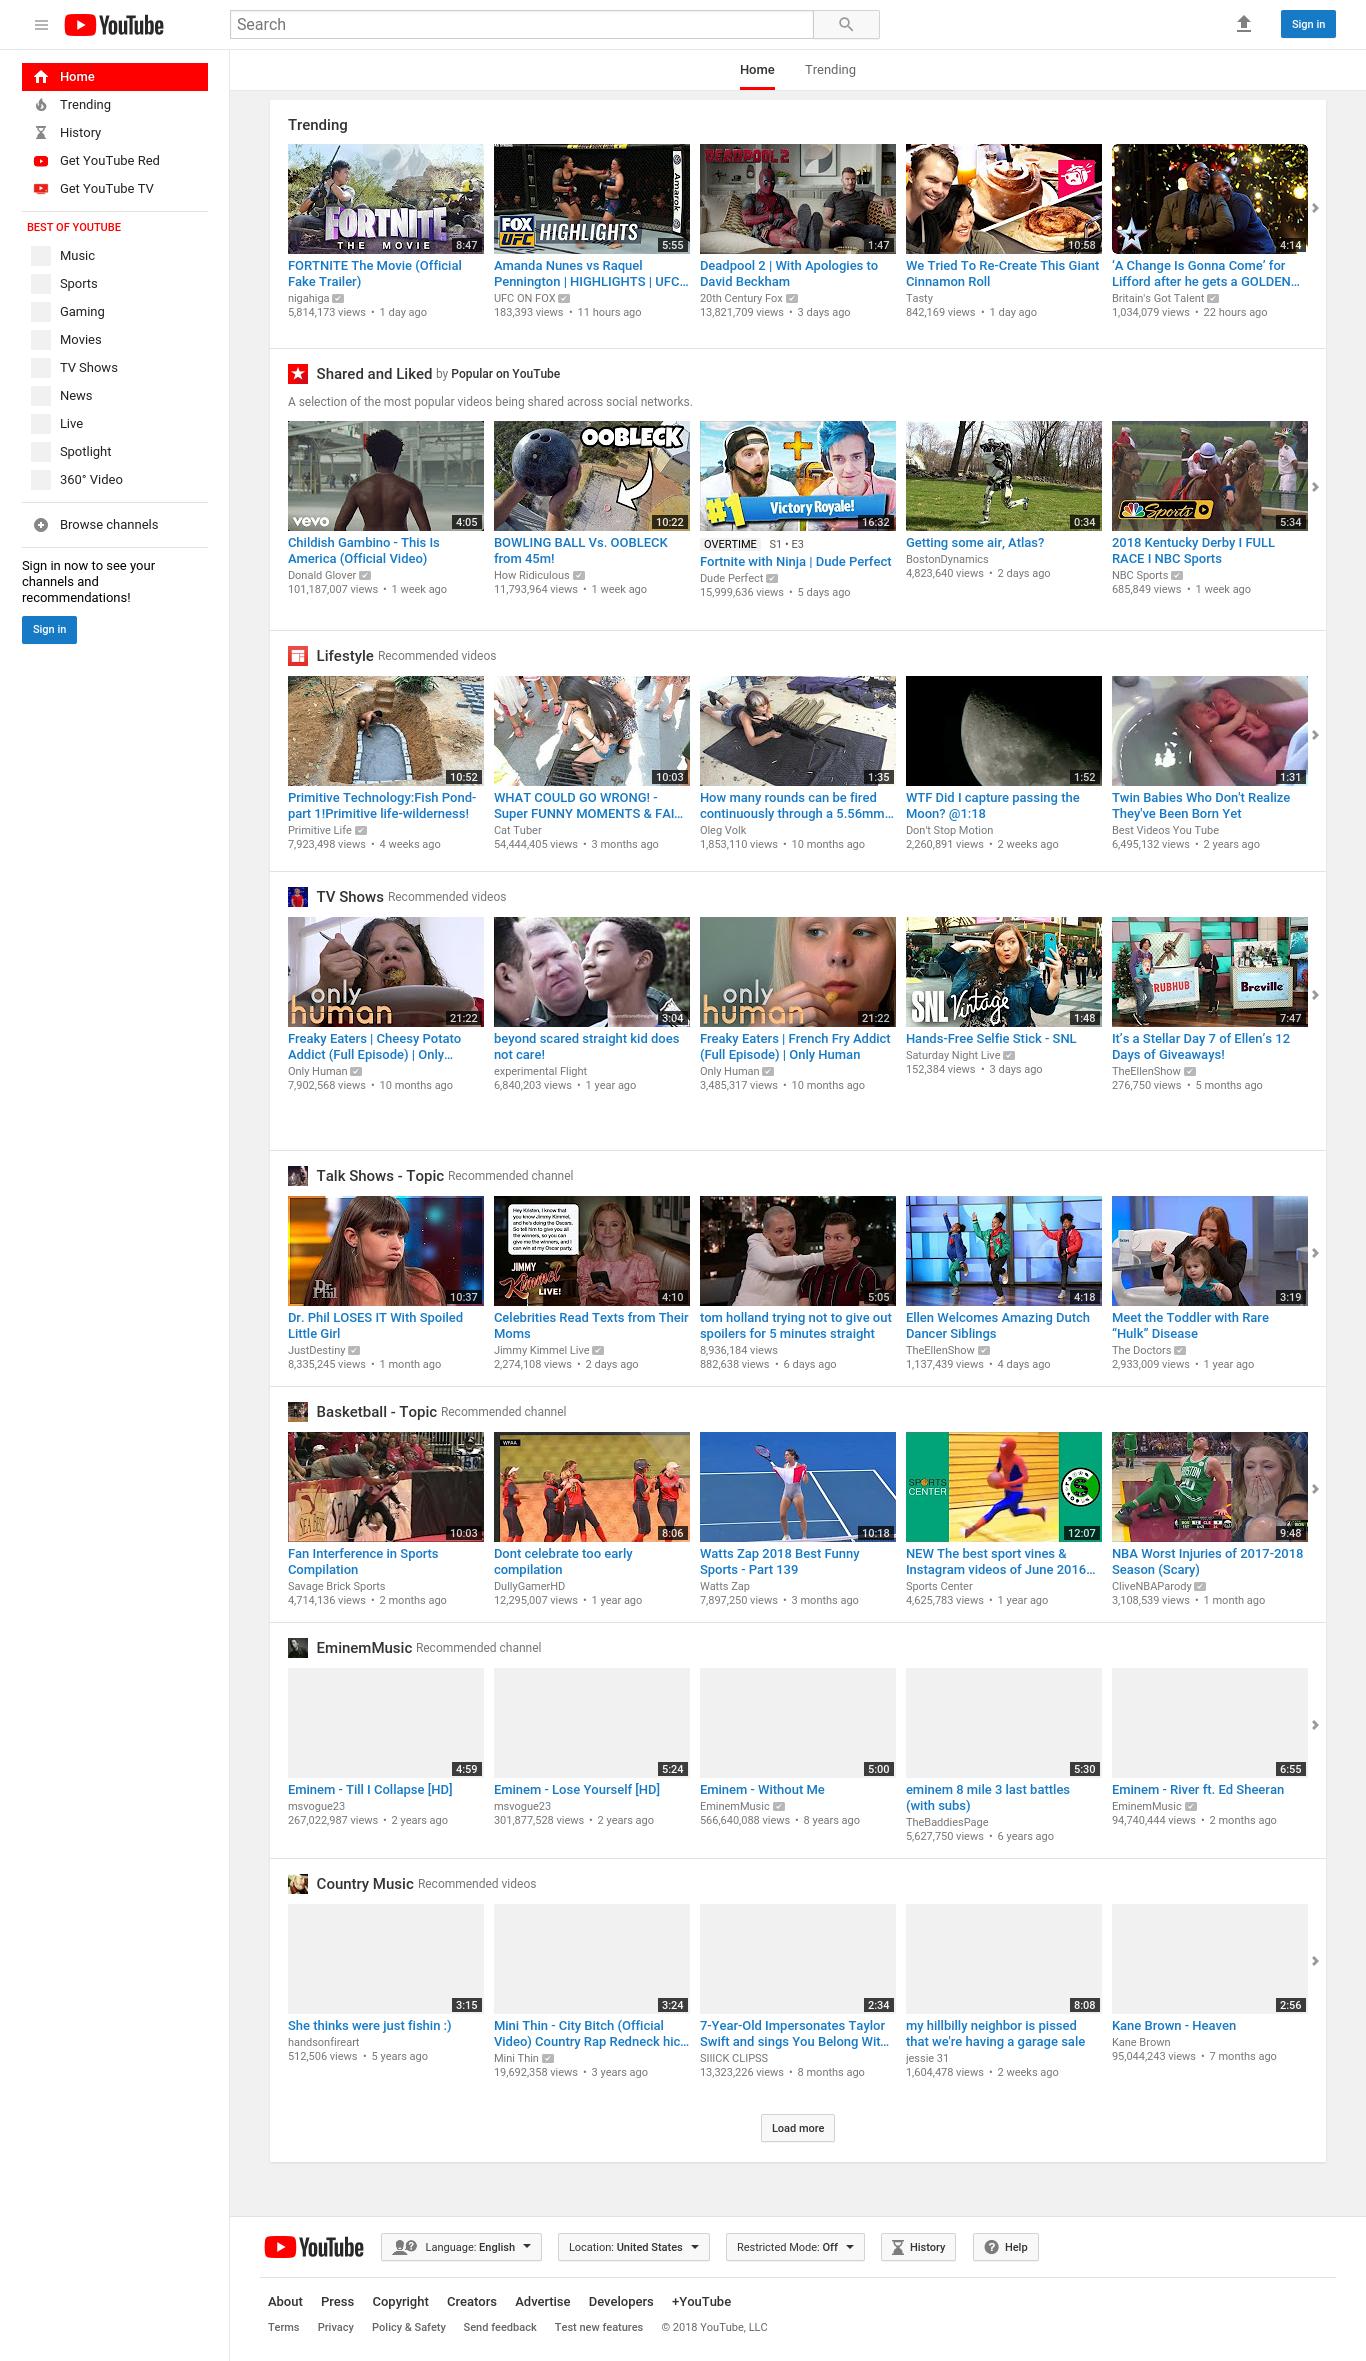 YouTube
Search
Sign in
Home
Trending
History
Get YouTube Red
Get YouTube TV
BEST OF YOUTUBE
Music
Sports
Gaming
Movies
TV Shows
News
Live
Spotlight
360° Video
Browse channels
Sign in now to see your
channels and
recommendations!
Sign in
Home Trending
Trending
FORTNITE
THE MOVIE
8:47
FORTNITE The Movie (Official
Fake Trailer)
nigahiga
5,814,173 views • 1 day ago
FOX
UFC
HIGHLIGHTS
Amarok
5:55
Amanda Nunes vs Raquel
Pennington | HIGHLIGHTS | UFC...
UFC ON FOX
183,393 views • 11 hours ago
DEADPOOL 2
1:47
Deadpool 2 | With Apologies to
David Beckham
20th Century Fox
13,821,709 views • 3 days ago
10:58
We Tried To Re-Create This Giant
Cinnamon Roll
Tasty
842,169 views • 1 day ago
4:14
‘A Change Is Gonna Come’ for
Lifford after he gets a GOLDEN...
Britain's Got Talent
1,034,079 views • 22 hours ago
Shared and Liked by Popular on YouTube
A selection of the most popular videos being shared across social networks.
vevo
4:05
Childish Gambino - This Is
America (Official Video)
Donald Glover
101,187,007 views • 1 week ago
OOBLECK
10:22
BOWLING BALL Vs. OOBLECK
from 45m!
How Ridiculous
11,793,964 views • 1 week ago
#1 Victory Royale!
16:32
OVERTIME S1 • E3
Fortnite with Ninja | Dude Perfect
Dude Perfect
15,999,636 views • 5 days ago
0:34
Getting some air, Atlas?
BostonDynamics
4,823,640 views • 2 days ago
NBC Sports
5:34
2018 Kentucky Derby I FULL
RACE I NBC Sports
NBC Sports
685,849 views • 1 week ago
Lifestyle Recommended videos
10:52
Primitive Technology:Fish Pond-
part 1!Primitive life-wilderness!
Primitive Life
7,923,498 views • 4 weeks ago
10:03
WHAT COULD GO WRONG! -
Super FUNNY MOMENTS & FAI...
Cat Tuber
54,444,405 views • 3 months ago
1:35
How many rounds can be fired
continuously through a 5.56mm...
Oleg Volk
1,853,110 views • 10 months ago
1:52
WTF Did I capture passing the
Moon? @1:18
Don't Stop Motion
2,260,891 views • 2 weeks ago
1:31
Twin Babies Who Don't Realize
They've Been Born Yet
Best Videos You Tube
6,495,132 views • 2 years ago
TV Shows Recommended videos
only
human
21:22
Freaky Eaters | Cheesy Potato
Addict (Full Episode) | Only...
Only Human
7,902,568 views • 10 months ago
3:04
beyond scared straight kid does
not care!
experimental Flight
6,840,203 views • 1 year ago
only
human
21:22
Freaky Eaters | French Fry Addict
(Full Episode) | Only Human
Only Human
3,485,317 views • 10 months ago
SNL Vintage
1:48
Hands-Free Selfie Stick - SNL
Saturday Night Live
152,384 views • 3 days ago
RUBHUB
Breville
7:47
It’s a Stellar Day 7 of Ellen’s 12
Days of Giveaways!
TheEllenShow
276,750 views • 5 months ago
Talk Shows - Topic Recommended channel
Dr.
Phil
10:37
Dr. Phil LOSES IT With Spoiled
Little Girl
JustDestiny
8,335,245 views • 1 month ago
Hey Kristen, I know that
you know Jimmy Kimmel,
and he's doing the Oscars.
So tell him to give you all
the winners, so you can
give me the winners, and I
can win at my Oscar party.
JIMMY
Kimmel
LIVE!
4:10
Celebrities Read Texts from Their
Moms
Jimmy Kimmel Live
2,274,108 views • 2 days ago
5:05
tom holland trying not to give out
spoilers for 5 minutes straight
8,936,184 views
882,638 views • 6 days ago
4:18
Ellen Welcomes Amazing Dutch
Dancer Siblings
TheEllenShow
1,137,439 views • 4 days ago
3:19
Meet the Toddler with Rare
“Hulk” Disease
The Doctors
2,933,009 views • 1 year ago
Basketball - Topic Recommended channel
10:03
Fan Interference in Sports
Compilation
Savage Brick Sports
4,714,136 views • 2 months ago
WFAA
8:06
Dont celebrate too early
compilation
DullyGamerHD
12,295,007 views • 1 year ago
10:18
Watts Zap 2018 Best Funny
Sports - Part 139
Watts Zap
7,897,250 views • 3 months ago
SPORTS
CENTER
12:07
NEW The best sport vines &
Instagram videos of June 2016...
Sports Center
4,625,783 views • 1 year ago
9:48
NBA Worst Injuries of 2017-2018
Season (Scary)
CliveNBAParody
3,108,539 views • 1 month ago
EminemMusic Recommended channel
4:59
Eminem - Till I Collapse [HD]
msvogue23
267,022,987 views • 2 years ago
5:24
Eminem - Lose Yourself [HD]
msvogue23
301,877,528 views • 2 years ago
5:00
Eminem - Without Me
EminemMusic
566,640,088 views • 8 years ago
5:30
eminem 8 mile 3 last battles
(with subs)
TheBaddiesPage
5,627,750 views • 6 years ago
6:55
Eminem - River ft. Ed Sheeran
EminemMusic
94,740,444 views • 2 months ago
Country Music Recommended videos
3:15
She thinks were just fishin :)
handsonfireart
512,506 views • 5 years ago
3:24
Mini Thin - City Bitch (Official
Video) Country Rap Redneck hic...
Mini Thin
19,692,358 views • 3 years ago
2:34
7-Year-Old Impersonates Taylor
Swift and sings You Belong Wit...
SIIICK CLIPSS
13,323,226 views • 8 months ago
8:08
my hillbilly neighbor is pissed
that we're having a garage sale
jessie 31
1,604,478 views • 2 weeks ago
2:56
Kane Brown - Heaven
Kane Brown
95,044,243 views • 7 months ago
Load more
YouTube Language: English Location: United States Restricted Mode: Off History Help
About Press Copyright Creators Advertise Developers +YouTube
Terms Privacy Policy & Safety Send feedback Test new features © 2018 YouTube, LLC